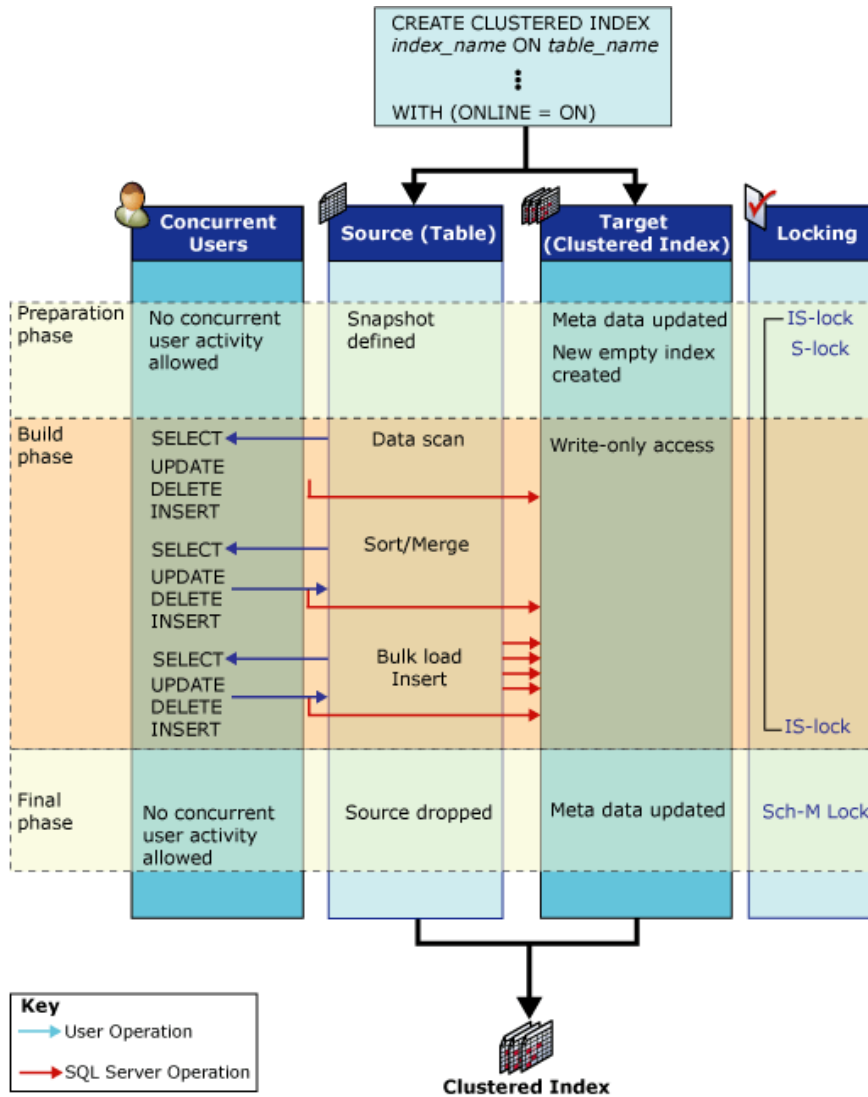 CREATE CLUSTERED INDEX
index_name ON table_name
WITH (ONLINE = ON)
Concurrent
Users
Source (Table)
Target
(Clustered Index)
Locking
Preparation
phase
No concurrent
user activity
allowed
Snapshot
defined
Meta data updated
New empty index
created
IS-lock
S-lock
Build
phase
SELECT
Data scan
Write-only access
UPDATE
DELETE
INSERT
SELECT
Sort/Merge
UPDATE
DELETE
INSERT
SELECT
Bulk load
Insert
UPDATE
DELETE
INSERT
IS-lock
Final
phase
No concurrent
user activity
allowed
Source dropped
Meta data updated
Sch-M Lock
Key
User Operation
SQL Server Operation
Clustered Index